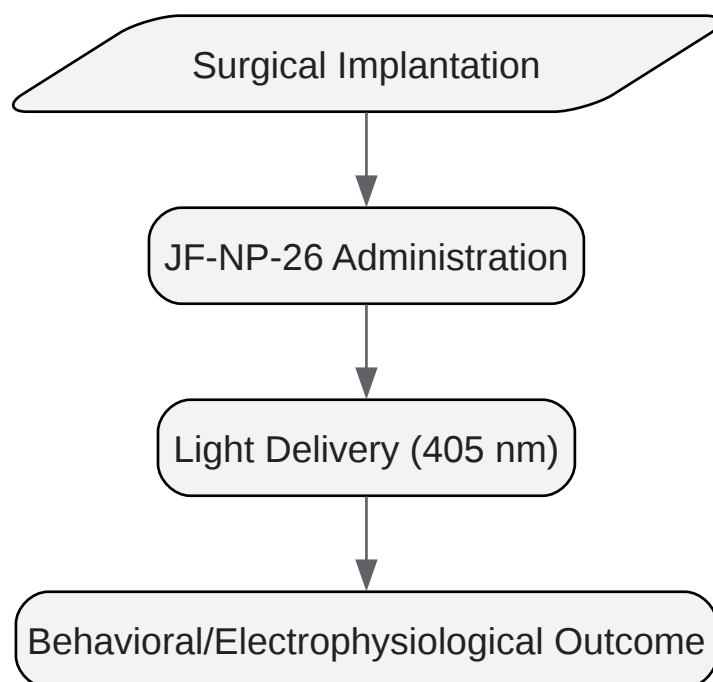 Surgical Implantation
JF-NP-26 Administration
Light Delivery (405 nm)
Behavioral/Electrophysiological Outcome